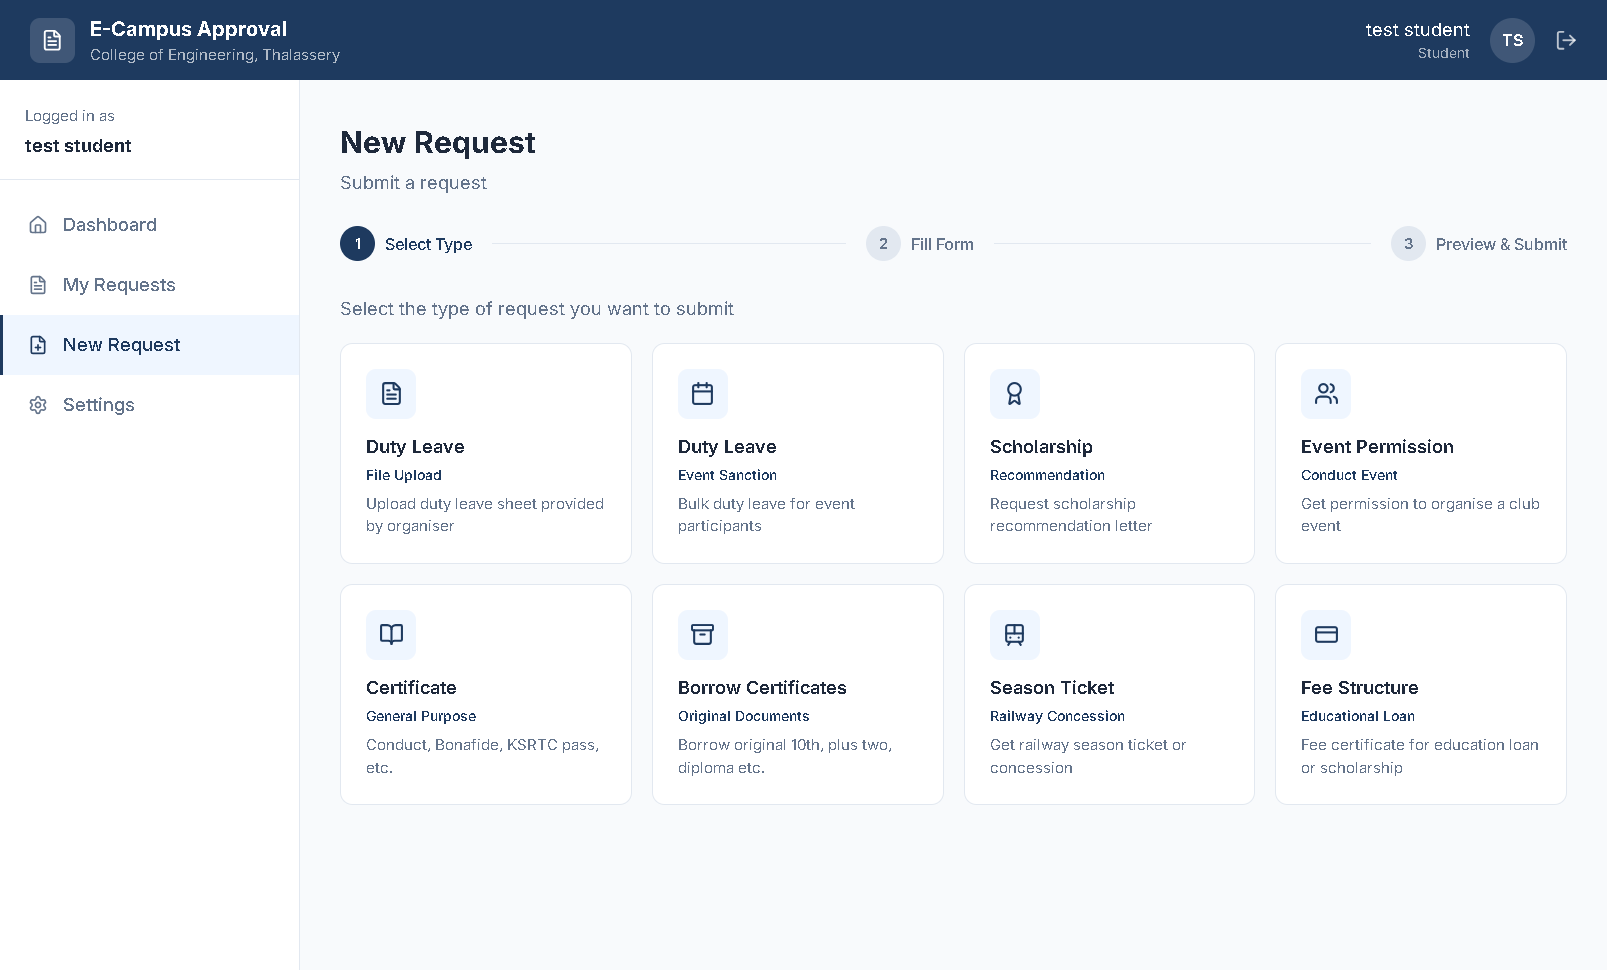 E-Campus Approval
College of Engineering, Thalassery
test student
Student
TS
Logged in as
test student
Dashboard
My Requests
New Request
Settings
New Request
Submit a request
1 Select Type
2 Fill Form
3 Preview & Submit
Select the type of request you want to submit
Duty Leave
File Upload
Upload duty leave sheet provided
by organiser
Duty Leave
Event Sanction
Bulk duty leave for event
participants
Scholarship
Recommendation
Request scholarship
recommendation letter
Event Permission
Conduct Event
Get permission to organise a club
event
Certificate
General Purpose
Conduct, Bonafide, KSRTC pass,
etc.
Borrow Certificates
Original Documents
Borrow original 10th, plus two,
diploma etc.
Season Ticket
Railway Concession
Get railway season ticket or
concession
Fee Structure
Educational Loan
Fee certificate for education loan
or scholarship